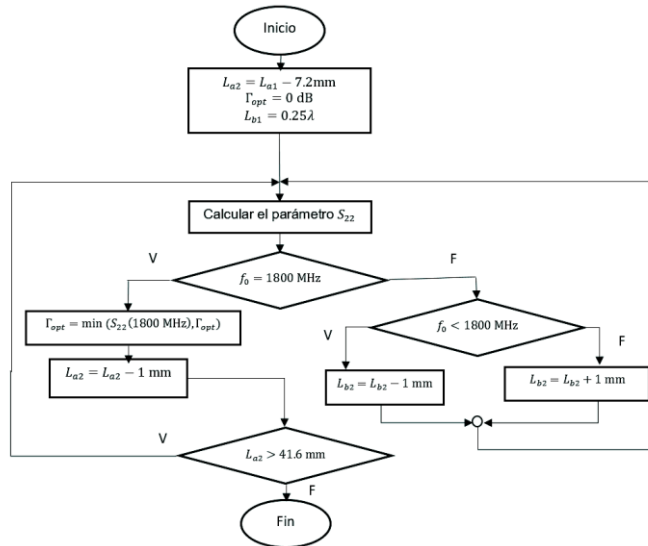 Inicio
L_{a2} = L_{a1} − 7.2mm
Γ_{opt} = 0 dB
L_{b1} = 0.25λ
Calcular el parámetro S_{22}
V
F
f_0 = 1800 MHz
Γ_{opt} = min (S_{22}(1800 MHz), Γ_{opt})
f_0 < 1800 MHz
V
F
L_{a2} = L_{a2} − 1 mm
L_{b2} = L_{b2} − 1 mm
L_{b2} = L_{b2} + 1 mm
V
L_{a2} > 41.6 mm
F
Fin